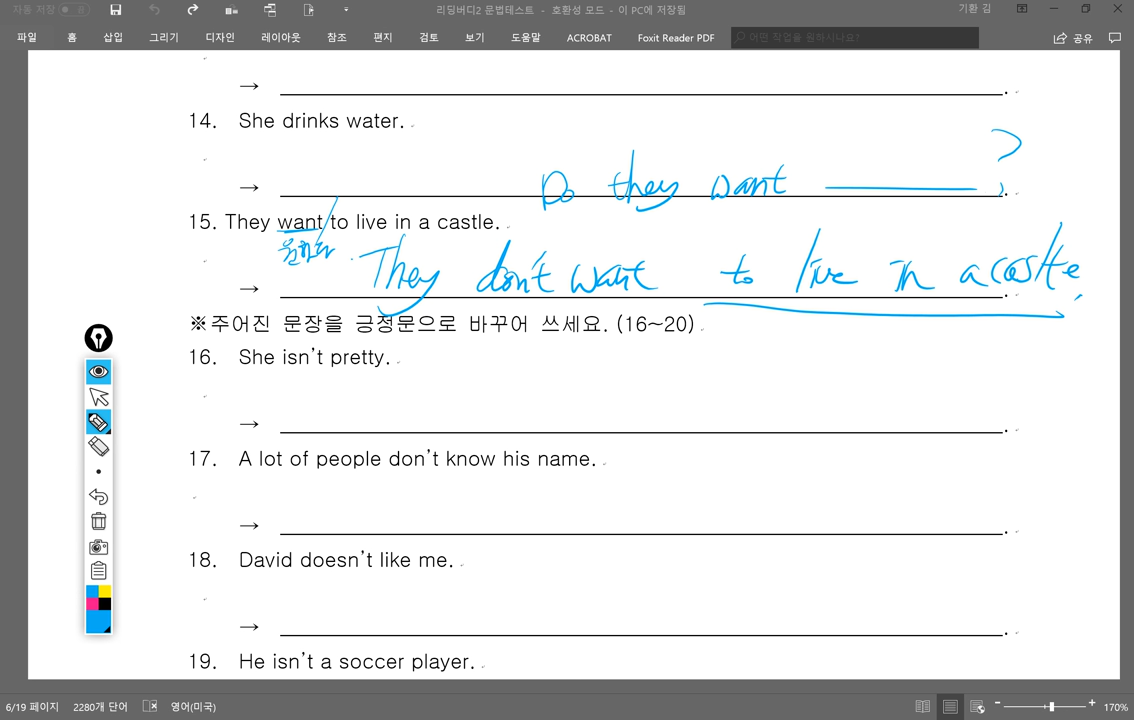 자동 저장 끔 리딩버디2 문법테스트 - 호환성 모드 - 이 PC에 저장됨 기환 김
파일 홈 삽입 그리기 디자인 레이아웃 참조 편지 검토 보기 도움말 ACROBAT Foxit Reader PDF 어떤 작업을 원하시나요? 공유
→ .
14. She drinks water.
→ Do they want ?
15. They want to live in a castle.
원하다
→ They don't want to live in a castle.
※주어진 문장을 긍정문으로 바꾸어 쓰세요. (16~20)
16. She isn't pretty.
→ .
17. A lot of people don't know his name.
→ .
18. David doesn't like me.
→ .
19. He isn't a soccer player.
6/19 페이지 2280개 단어 영어(미국) 170%